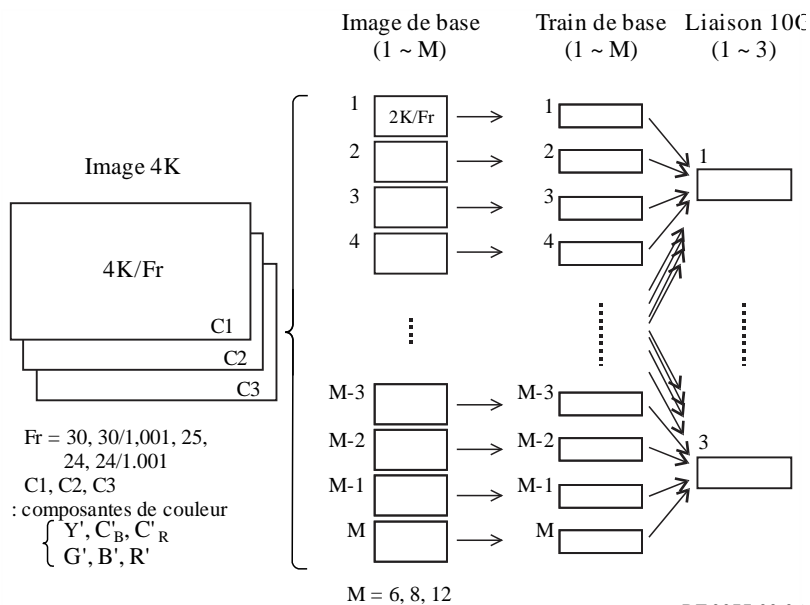 Image de base
(1 ~ M)
Train de base
(1 ~ M)
Liaison 10G
(1 ~ 3)
Image 4K
4K/Fr
C1
C2
C3
Fr = 30, 30/1,001, 25,
24, 24/1.001
C1, C2, C3
: composantes de couleur
Y', C'B, C'R
G', B', R'
1
2K/Fr
2
3
4
M-3
M-2
M-1
M
M = 6, 8, 12
1
2
3
4
M-3
M-2
M-1
M
1
3